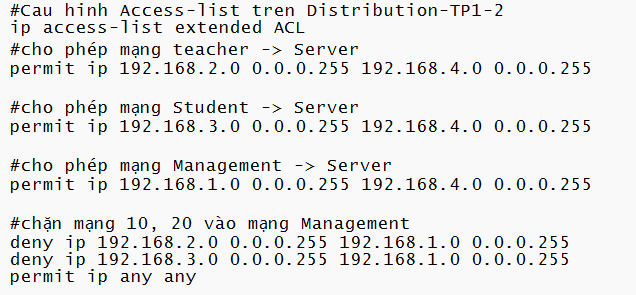 #Cau hinh Access-list tren Distribution-TP1-2
ip access-list extended ACL
#cho phép mạng teacher -> Server
permit ip 192.168.2.0 0.0.0.255 192.168.4.0 0.0.0.255
#cho phép mạng Student -> Server
permit ip 192.168.3.0 0.0.0.255 192.168.4.0 0.0.0.255
#cho phép mạng Management -> Server
permit ip 192.168.1.0 0.0.0.255 192.168.4.0 0.0.0.255
#chặn mạng 10, 20 vào mạng Management
deny ip 192.168.2.0 0.0.0.255 192.168.1.0 0.0.0.255
deny ip 192.168.3.0 0.0.0.255 192.168.1.0 0.0.0.255
permit ip any any